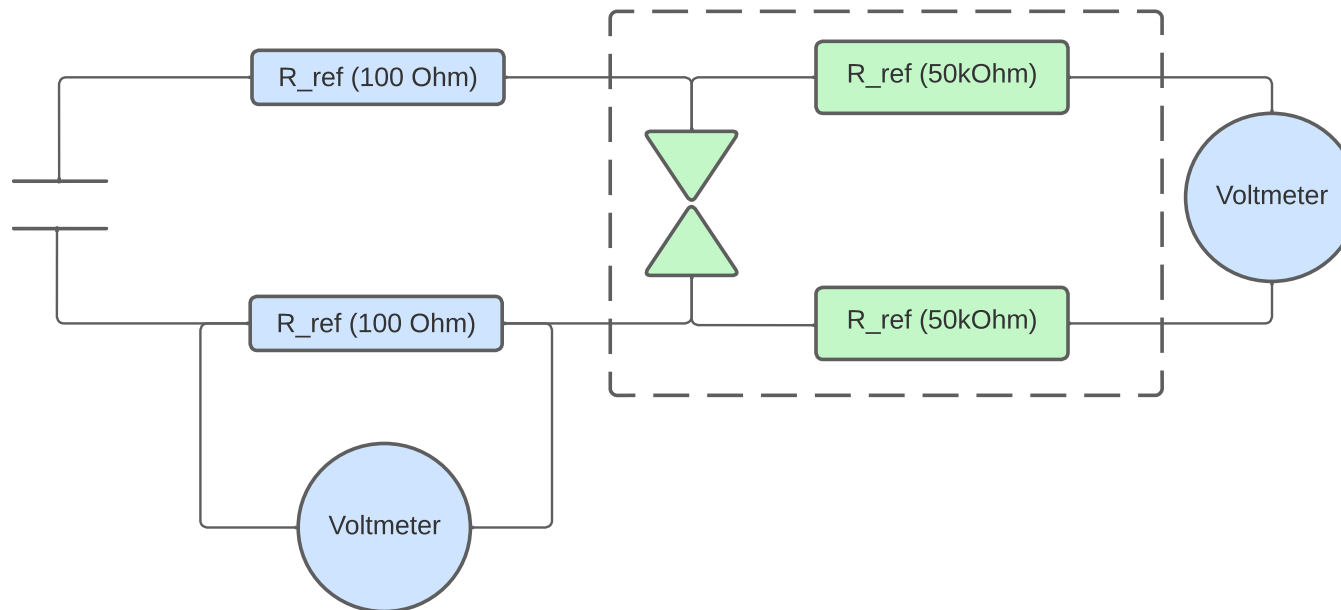 R_ref (100 Ohm)
R_ref (50kOhm)
Voltmeter
R_ref (100 Ohm)
R_ref (50kOhm)
Voltmeter